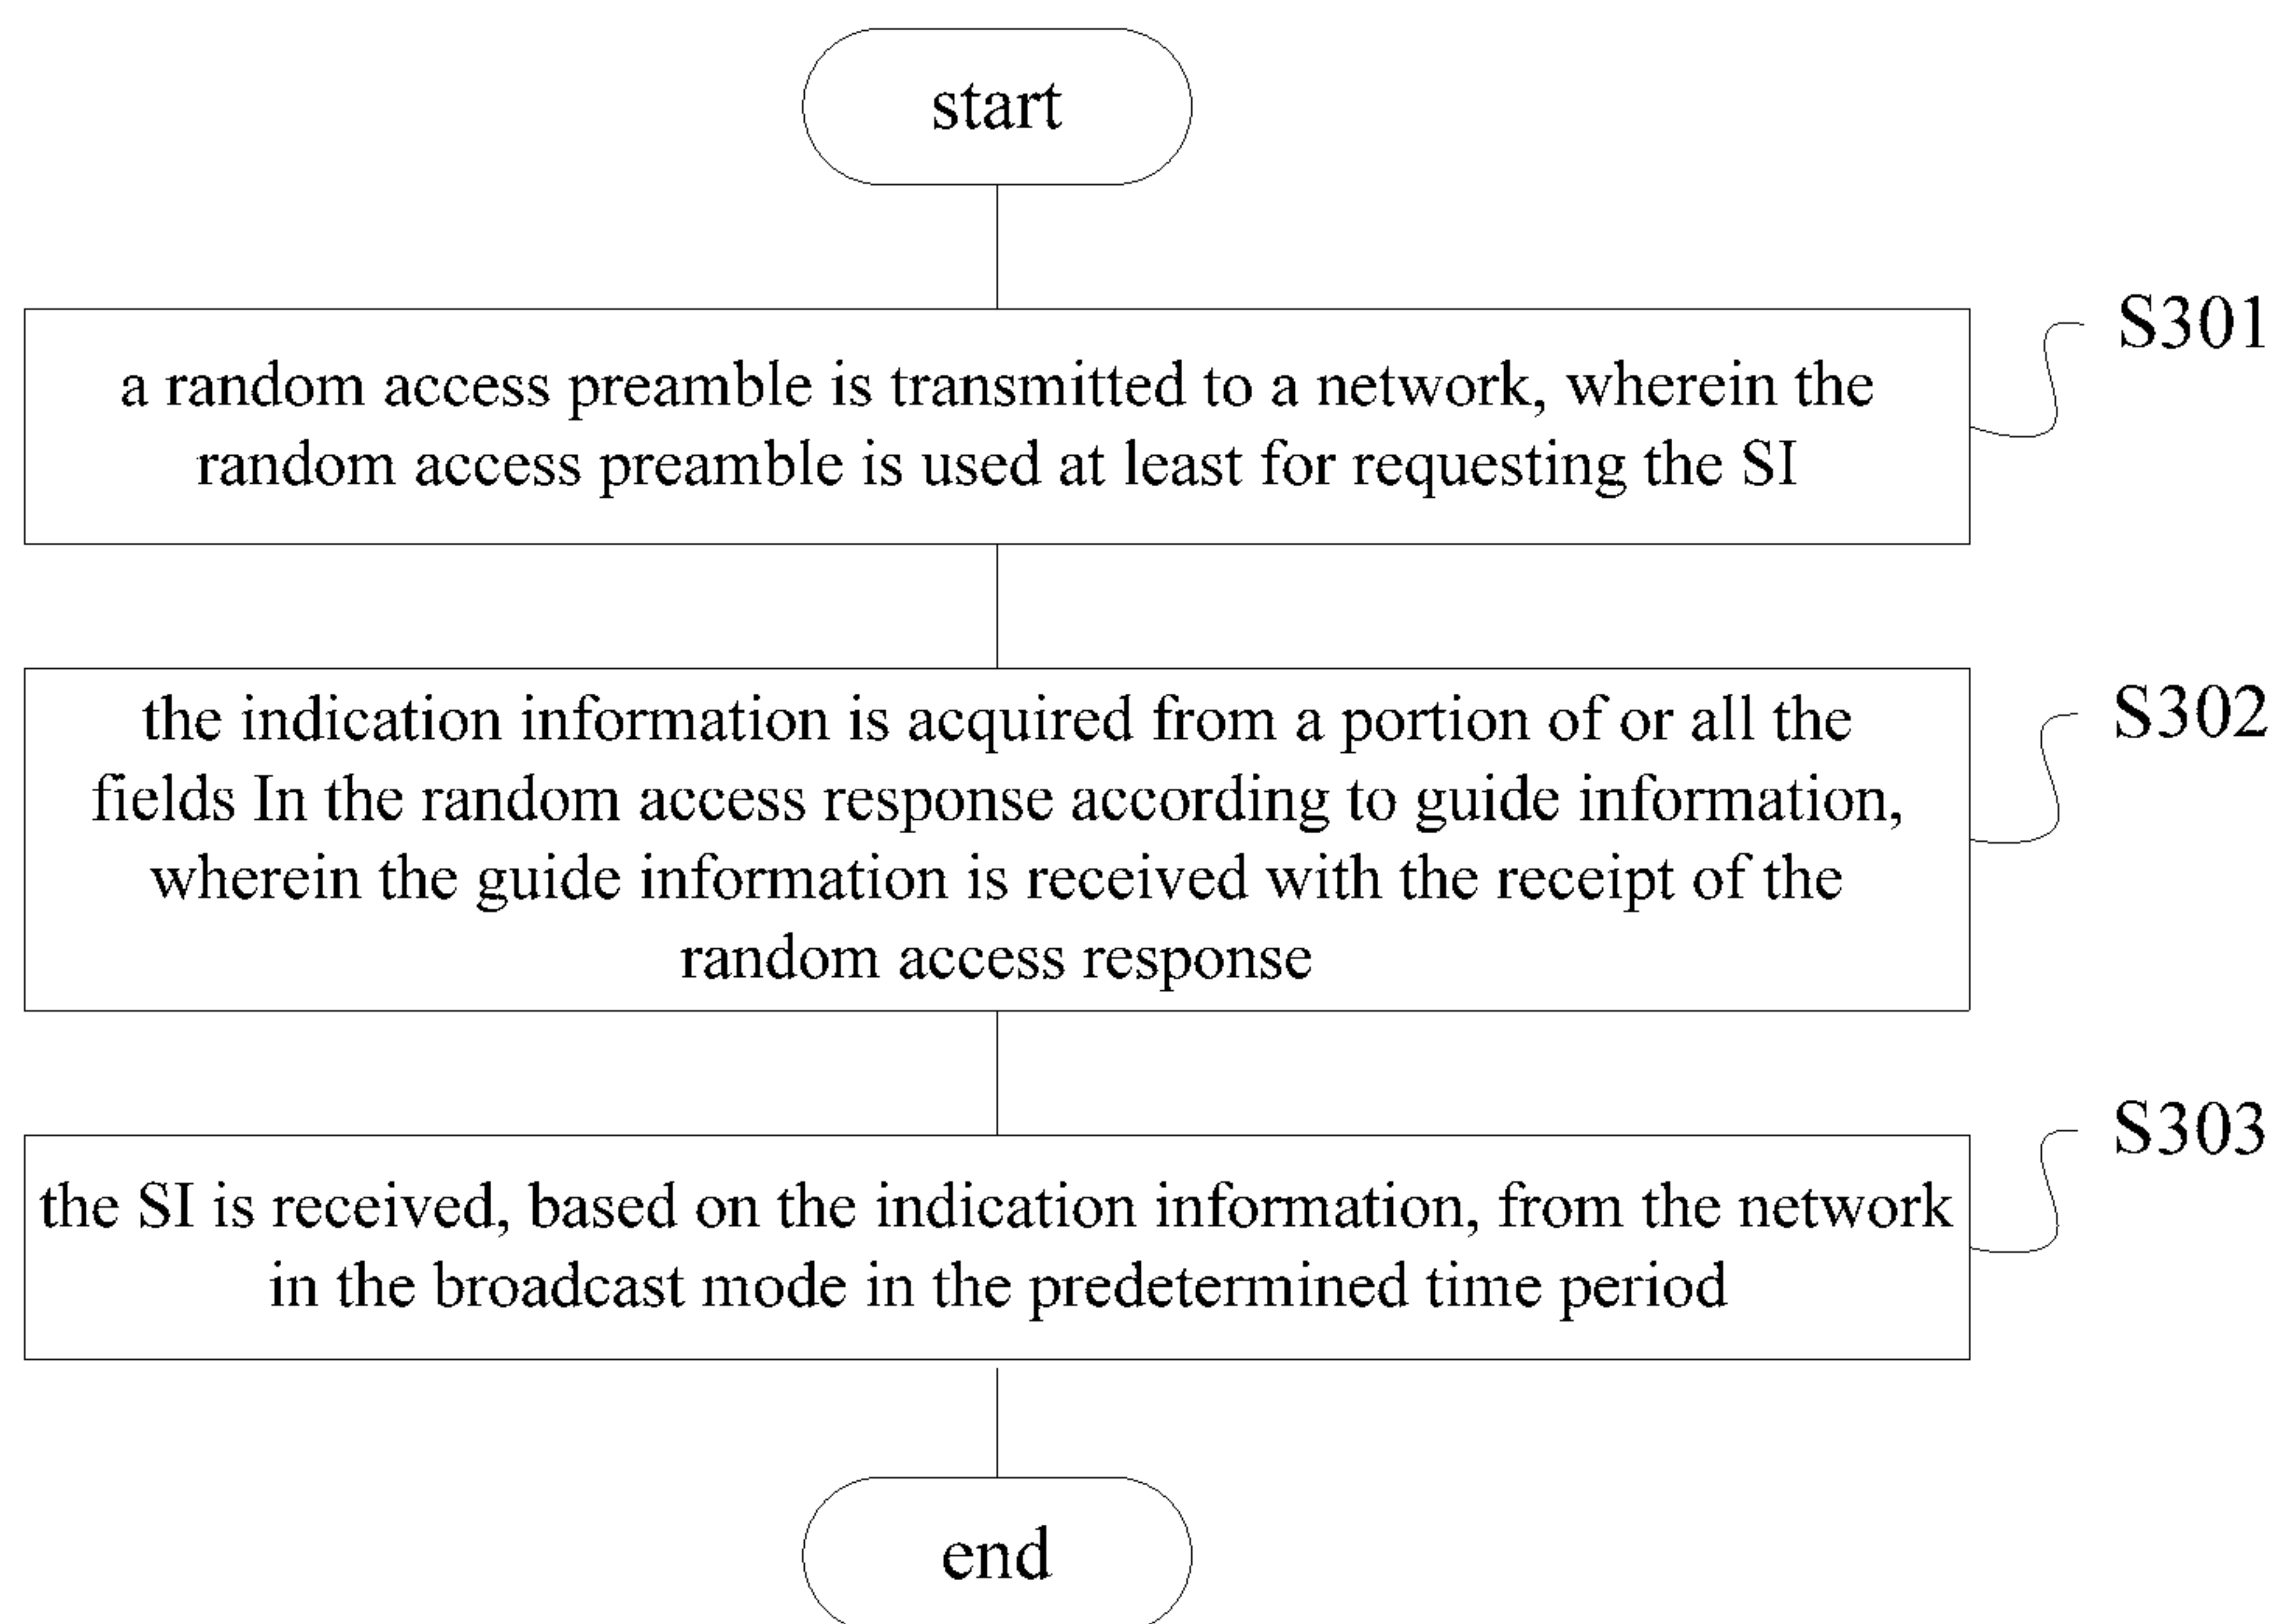 start
S301
a random access preamble is transmitted to a network, wherein the
random access preamble is used at least for requesting the SI
S302
the indication information is acquired from a portion of or all the
fields In the random access response according to guide information,
wherein the guide information is received with the receipt of the
random access response
S303
the SI is received, based on the indication information, from the network
in the broadcast mode in the predetermined time period
end